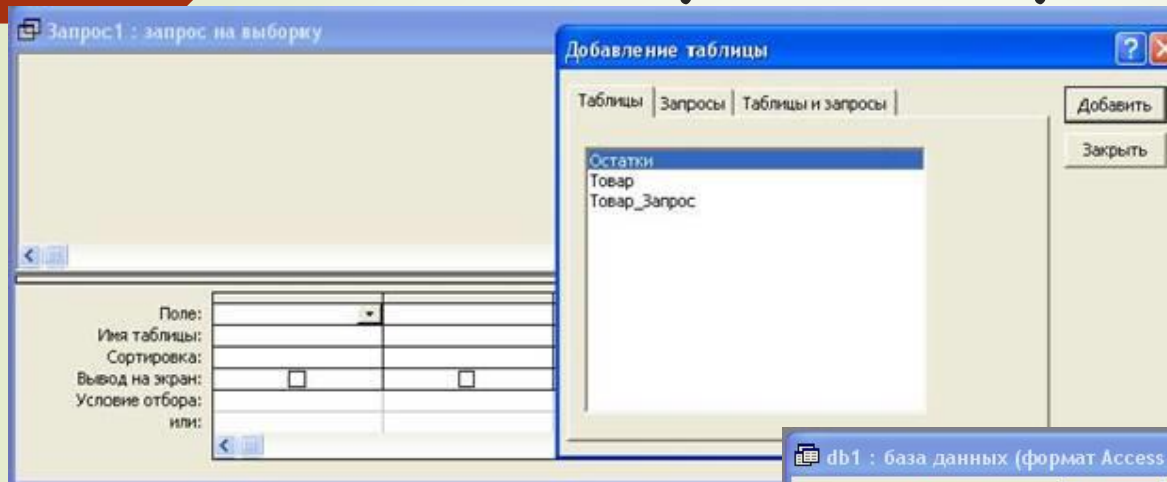 Запрос1 : запрос на выборку
Поле:
Имя таблицы:
Сортировка:
Вывод на экран:
Условие отбора:
или:
Добавление таблицы
Таблицы Запросы Таблицы и запросы
Добавить
Закрыть
Остатки
Товар
Товар_Запрос
db1 : база данных (формат Access